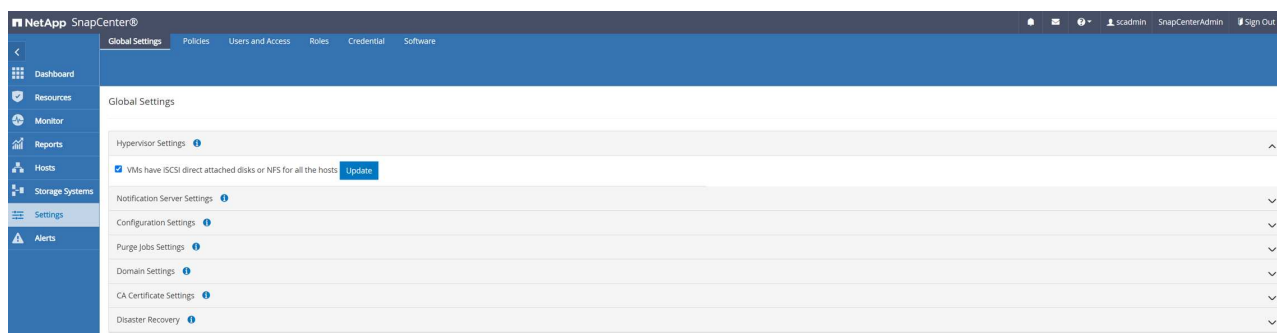 NetApp SnapCenter®
scadmin SnapCenterAdmin Sign Out
Global Settings Policies Users and Access Roles Credential Software
Dashboard
Resources
Monitor
Reports
Hosts
Storage Systems
Settings
Alerts
Global Settings
Hypervisor Settings
VMs have iSCSI direct attached disks or NFS for all the hosts Update
Notification Server Settings
Configuration Settings
Purge Jobs Settings
Domain Settings
CA Certificate Settings
Disaster Recovery